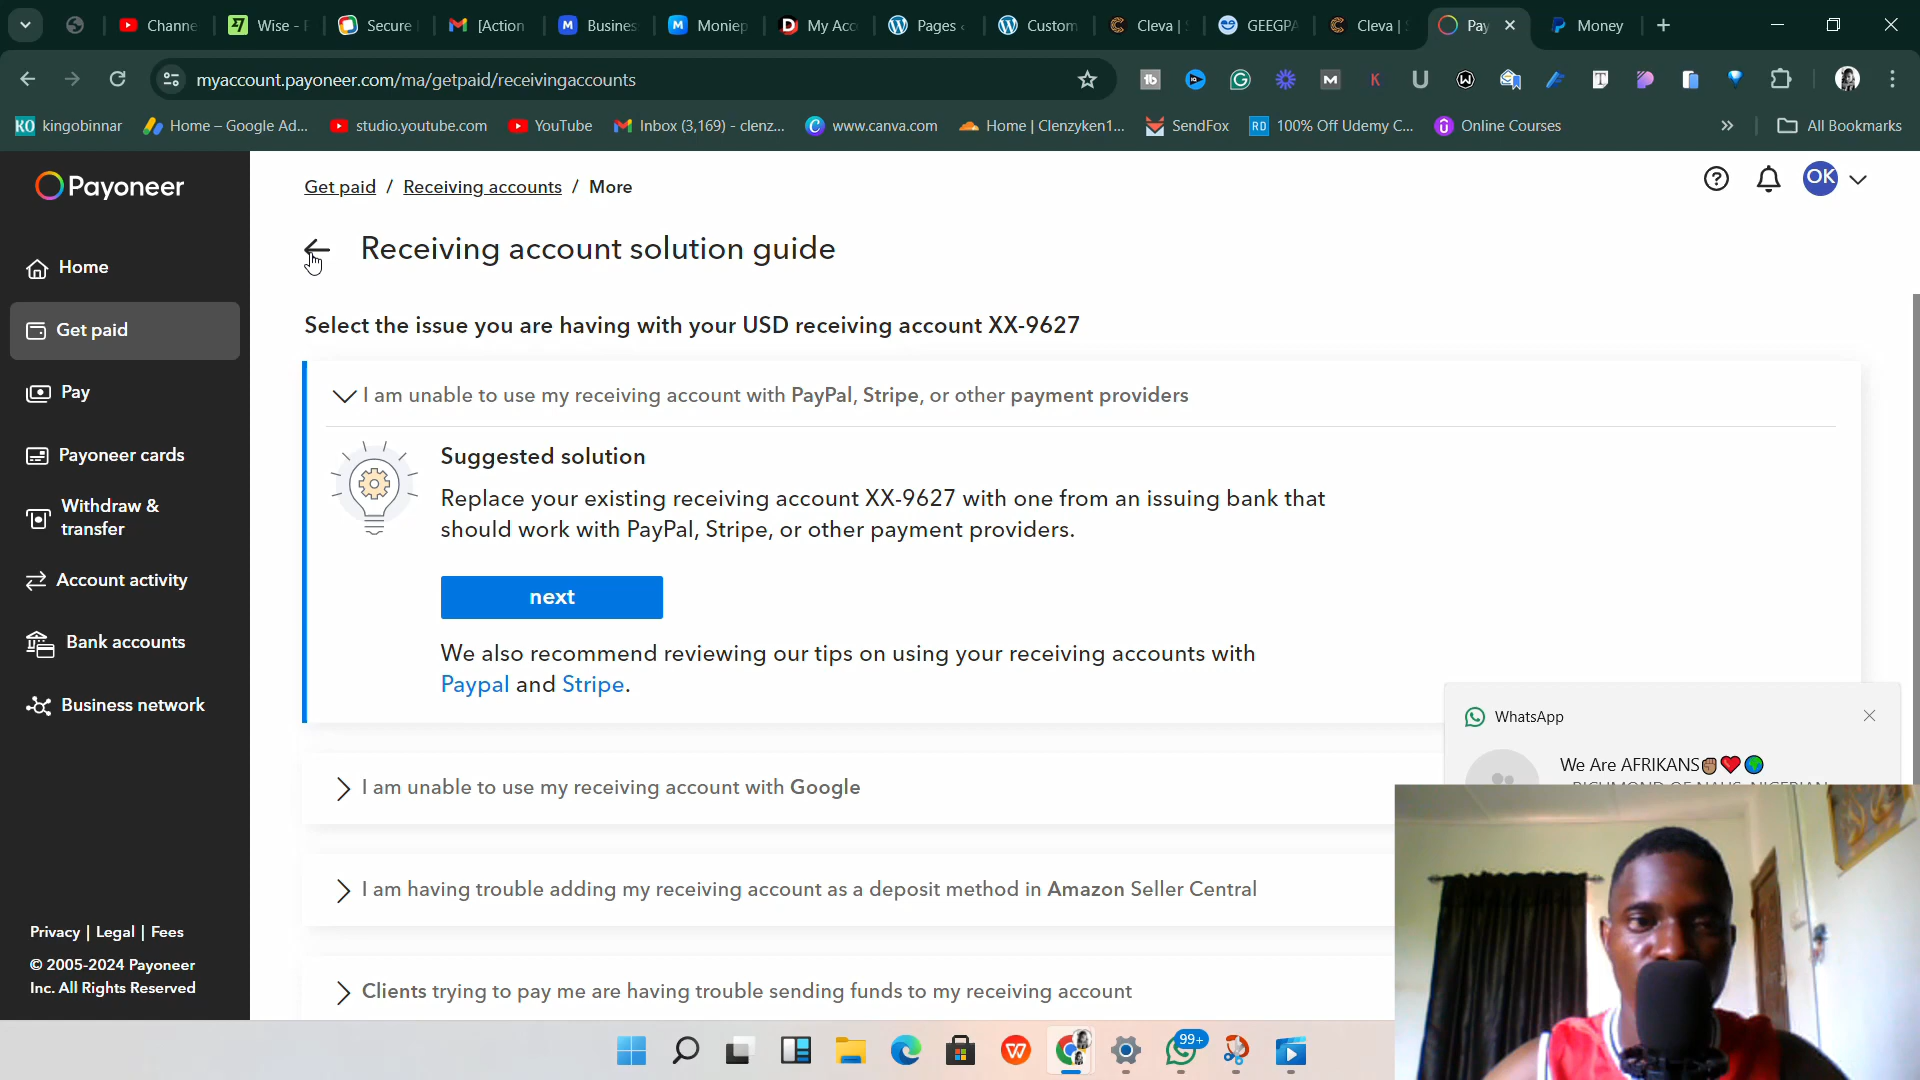 Channe
Wise - F
Secure
[Action
Busines
Moniep
My Acc
Pages
Custom
Cleva |
GEEGPA
Cleva |
Pay
Money
myaccount.payoneer.com/ma/getpaid/receivingaccounts
kingobinnar
Home – Google Ad...
studio.youtube.com
YouTube
Inbox (3,169) - clenz...
www.canva.com
Home | Clenzyken1...
SendFox
100% Off Udemy C...
Online Courses
All Bookmarks
Payoneer
Get paid / Receiving accounts / More
OK
Receiving account solution guide
Home
Get paid
Pay
Payoneer cards
Withdraw &
transfer
Account activity
Bank accounts
Business network
Select the issue you are having with your USD receiving account XX-9627
I am unable to use my receiving account with PayPal, Stripe, or other payment providers
Suggested solution
Replace your existing receiving account XX-9627 with one from an issuing bank that
should work with PayPal, Stripe, or other payment providers.
next
We also recommend reviewing our tips on using your receiving accounts with
Paypal and Stripe.
WhatsApp
We Are AFRIKANS✊🏾❤️🌍
I am unable to use my receiving account with Google
I am having trouble adding my receiving account as a deposit method in Amazon Seller Central
Clients trying to pay me are having trouble sending funds to my receiving account
Privacy | Legal | Fees
© 2005-2024 Payoneer
Inc. All Rights Reserved
99+